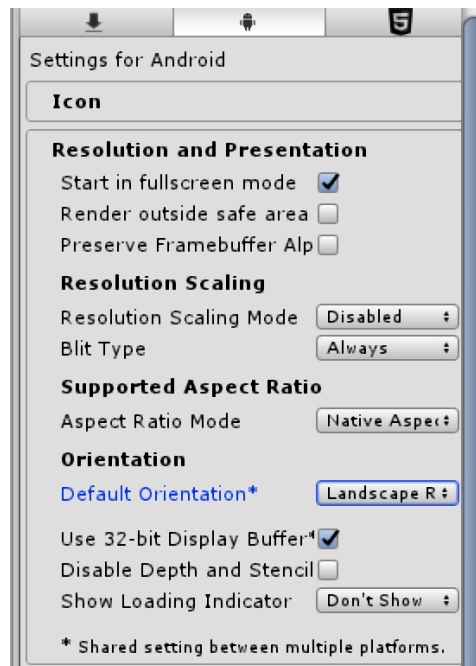 Settings for Android
Icon
Resolution and Presentation
Start in fullscreen mode
Render outside safe area
Preserve Framebuffer Alp
Resolution Scaling
Resolution Scaling Mode Disabled
Blit Type Always
Supported Aspect Ratio
Aspect Ratio Mode Native Aspec
Orientation
Default Orientation* Landscape R
Use 32-bit Display Buffer*
Disable Depth and Stencil
Show Loading Indicator Don't Show
* Shared setting between multiple platforms.